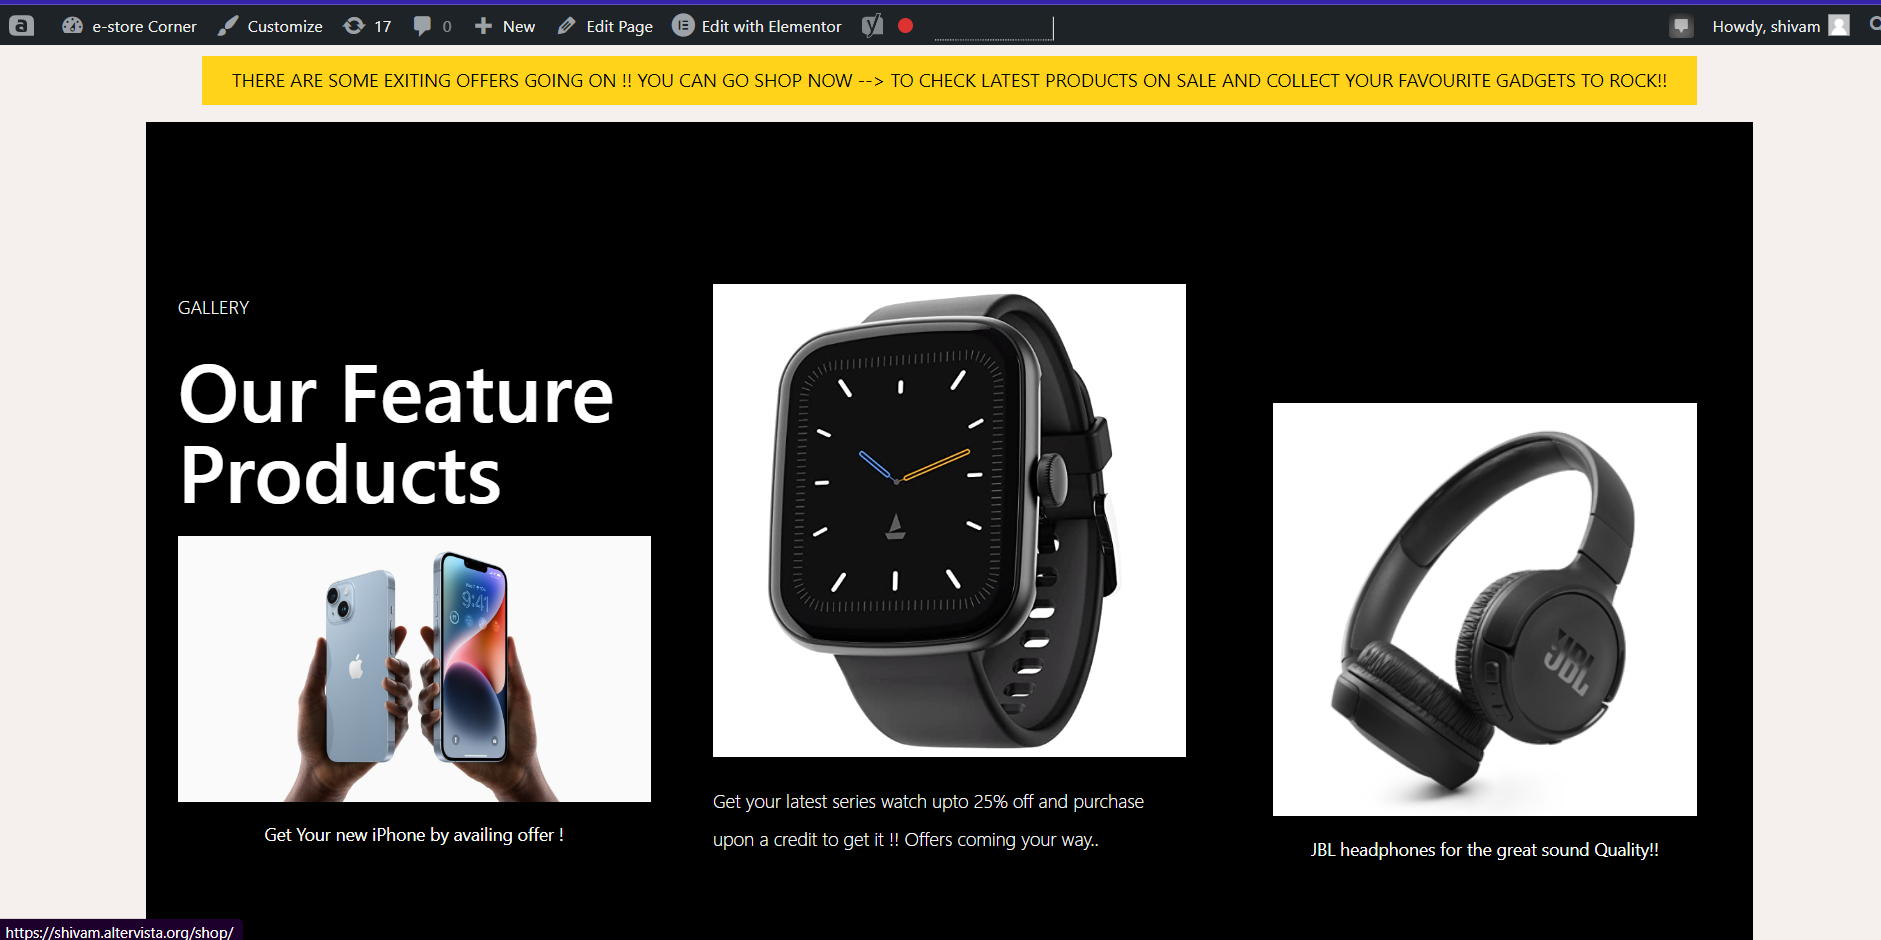 e-store Corner Customize 17 0 New Edit Page Edit with Elementor Howdy, shivam
THERE ARE SOME EXITING OFFERS GOING ON !! YOU CAN GO SHOP NOW --> TO CHECK LATEST PRODUCTS ON SALE AND COLLECT YOUR FAVOURITE GADGETS TO ROCK!!
GALLERY
Our Feature
Products
9:41
JBL
Get Your new iPhone by availing offer !
Get your latest series watch upto 25% off and purchase
upon a credit to get it !! Offers coming your way..
JBL headphones for the great sound Quality!!
https://shivam.altervista.org/shop/